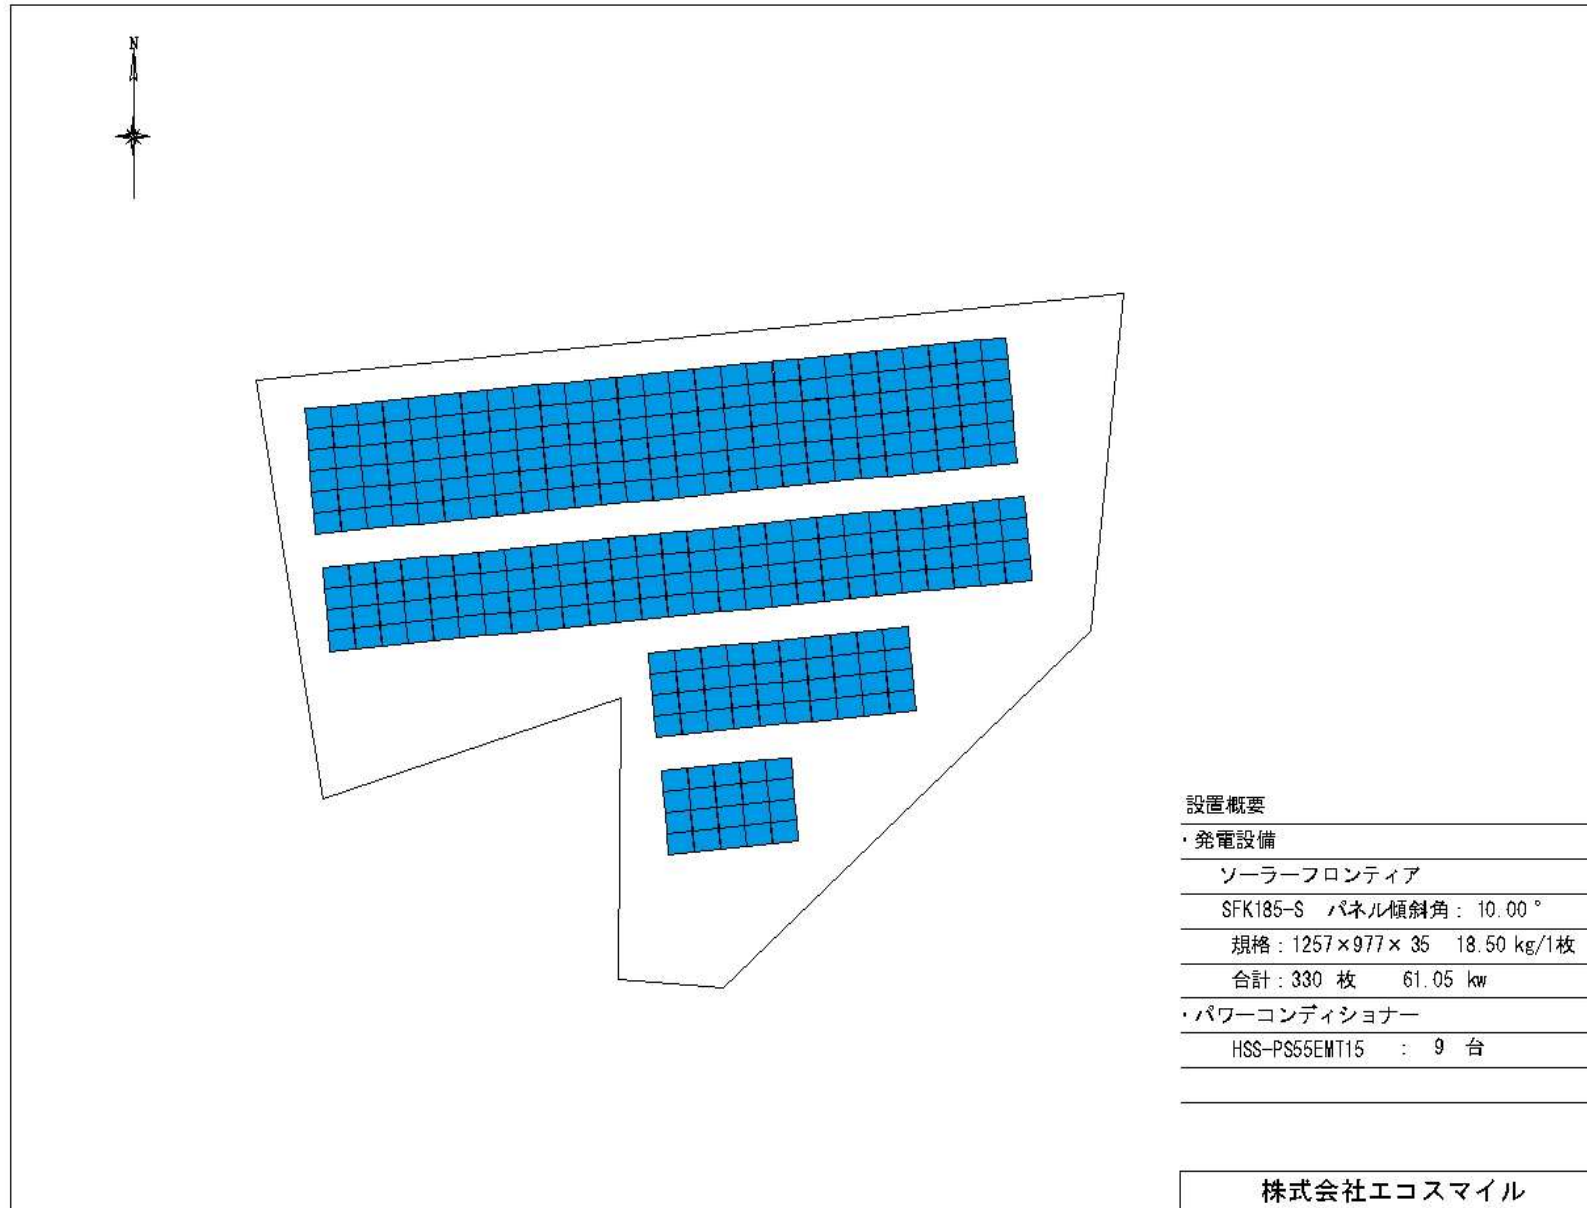 N
設置概要
・発電設備
ソーラーフロンティア
SFK185-S パネル傾斜角: 10.00°
規格:1257×977× 35 18.50 kg/1枚
合計:330 枚 61.05 kw
・パワーコンディショナー
HSS-PS55EMT15 : 9 台
株式会社エコスマイル